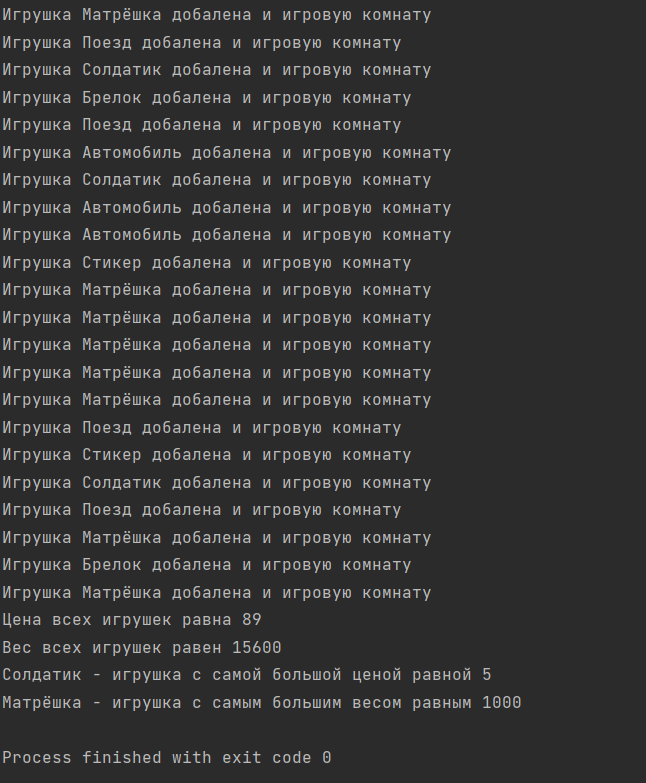 Игрушка Матрёшка добалена и игровую комнату
Игрушка Поезд добалена и игровую комнату
Игрушка Солдатик добалена и игровую комнату
Игрушка Брелок добалена и игровую комнату
Игрушка Поезд добалена и игровую комнату
Игрушка Автомобиль добалена и игровую комнату
Игрушка Солдатик добалена и игровую комнату
Игрушка Автомобиль добалена и игровую комнату
Игрушка Автомобиль добалена и игровую комнату
Игрушка Стикер добалена и игровую комнату
Игрушка Матрёшка добалена и игровую комнату
Игрушка Матрёшка добалена и игровую комнату
Игрушка Матрёшка добалена и игровую комнату
Игрушка Матрёшка добалена и игровую комнату
Игрушка Матрёшка добалена и игровую комнату
Игрушка Поезд добалена и игровую комнату
Игрушка Стикер добалена и игровую комнату
Игрушка Солдатик добалена и игровую комнату
Игрушка Поезд добалена и игровую комнату
Игрушка Матрёшка добалена и игровую комнату
Игрушка Брелок добалена и игровую комнату
Игрушка Матрёшка добалена и игровую комнату
Цена всех игрушек равна 89
Вес всех игрушек равен 15600
Солдатик - игрушка с самой большой ценой равной 5
Матрёшка - игрушка с самым большим весом равным 1000
Process finished with exit code 0